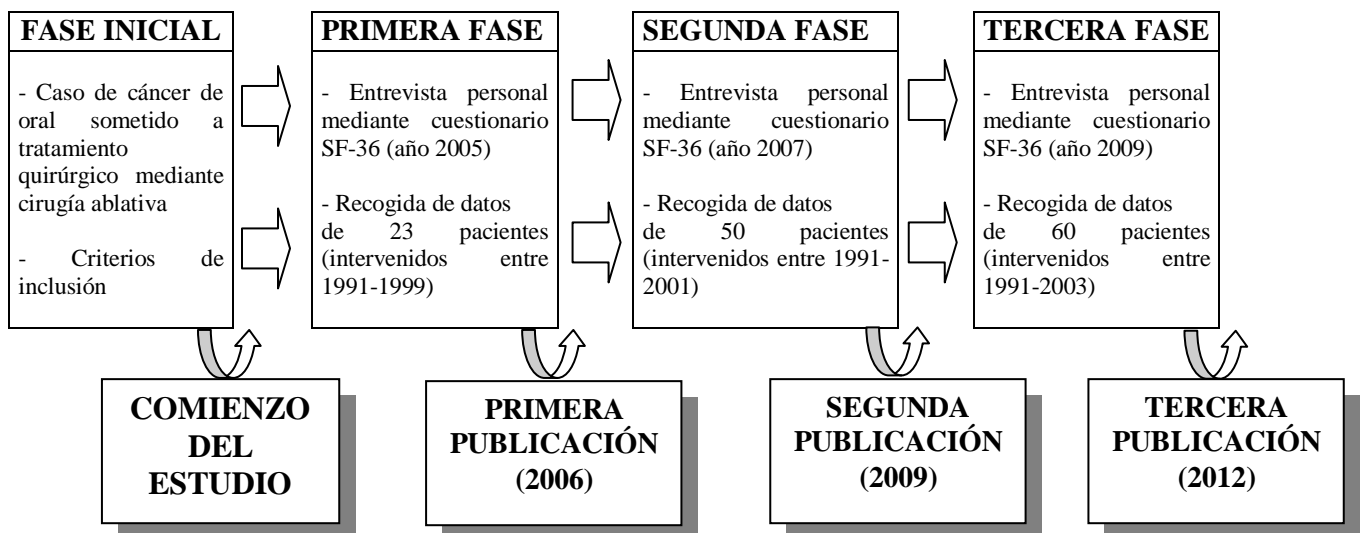 FASE INICIAL
- Caso de cáncer de
oral sometido a
tratamiento
quirúrgico mediante
cirugía ablativa
- Criterios de
inclusión
PRIMERA FASE
- Entrevista personal
mediante cuestionario
SF-36 (año 2005)
- Recogida de datos
de 23 pacientes
(intervenidos entre
1991-1999)
SEGUNDA FASE
- Entrevista personal
mediante cuestionario
SF-36 (año 2007)
- Recogida de datos
de 50 pacientes
(intervenidos entre 1991-
2001)
TERCERA FASE
- Entrevista personal
mediante cuestionario
SF-36 (año 2009)
- Recogida de datos
de 60 pacientes
(intervenidos entre
1991-2003)
COMIENZO
DEL
ESTUDIO
PRIMERA
PUBLICACIÓN
(2006)
SEGUNDA
PUBLICACIÓN
(2009)
TERCERA
PUBLICACIÓN
(2012)